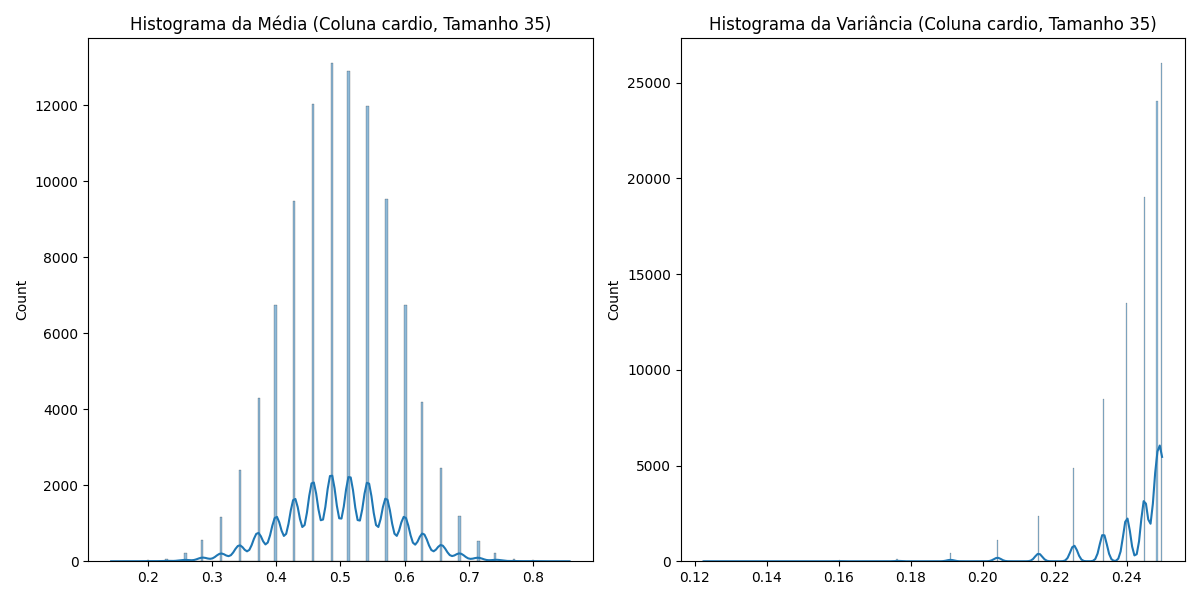 Histograma da Média (Coluna cardio, Tamanho 35)
Count
12000
10000
8000
6000
4000
2000
0
0.2 0.3 0.4 0.5 0.6 0.7 0.8
Histograma da Variância (Coluna cardio, Tamanho 35)
Count
25000
20000
15000
10000
5000
0
0.12 0.14 0.16 0.18 0.20 0.22 0.24